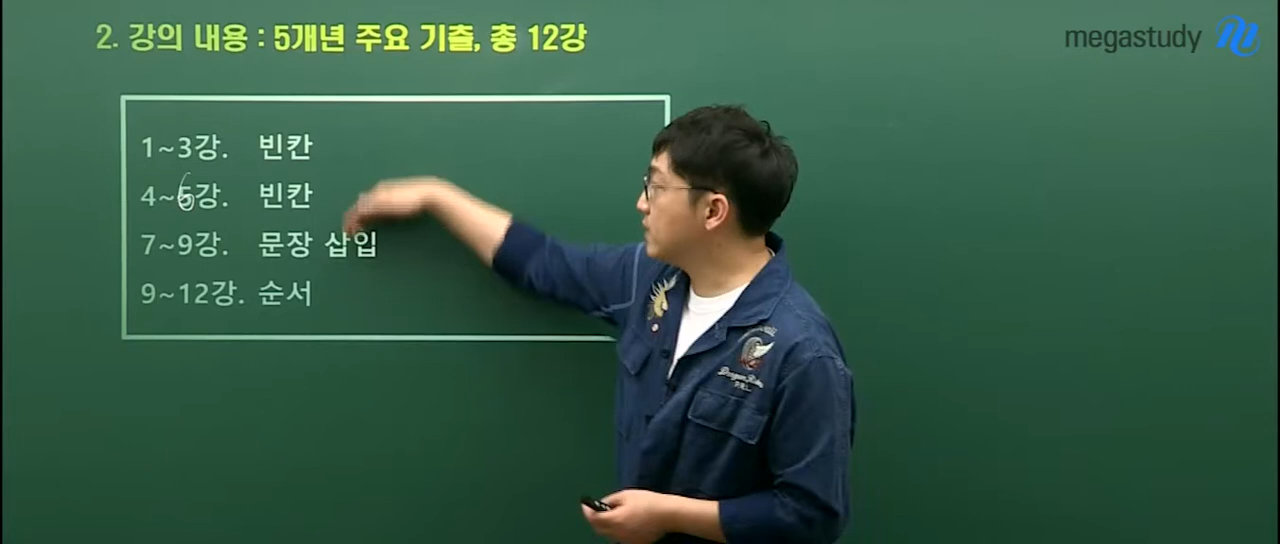 2. 강의 내용 : 5개년 주요 기출, 총 12강
megastudy
1~3강. 빈칸
4~6강. 빈칸
7~9강. 문장 삽입
9~12강. 순서